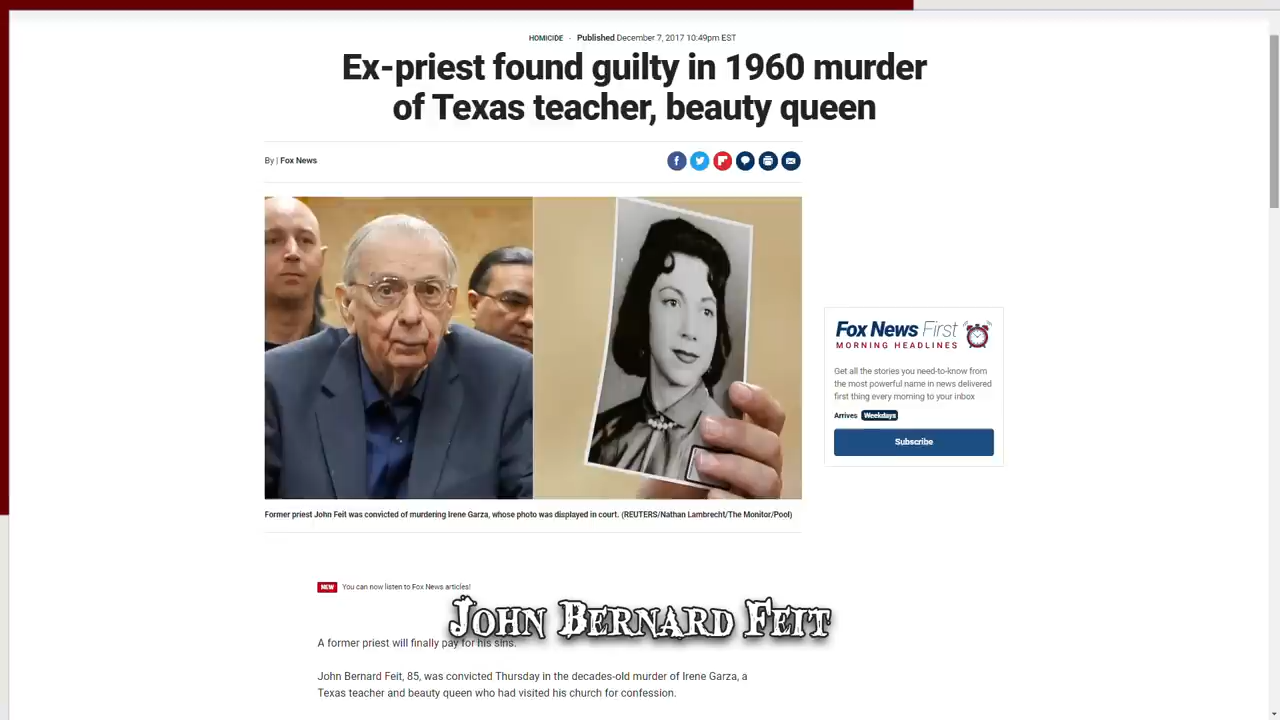 HOMICIDE · Published December 7, 2017 10:49pm EST
Ex-priest found guilty in 1960 murder
of Texas teacher, beauty queen
By | Fox News
Fox News First
MORNING HEADLINES
Get all the stories you need-to-know from
the most powerful name in news delivered
first thing every morning to your inbox
Arrives Weekdays
Subscribe
Former priest John Feit was convicted of murdering Irene Garza, whose photo was displayed in court. (REUTERS/Nathan Lambrecht/The Monitor/Pool)
NEW You can now listen to Fox News articles!
John Bernard Feit
A former priest will finally pay for his sins.
John Bernard Feit, 85, was convicted Thursday in the decades-old murder of Irene Garza, a
Texas teacher and beauty queen who had visited his church for confession.